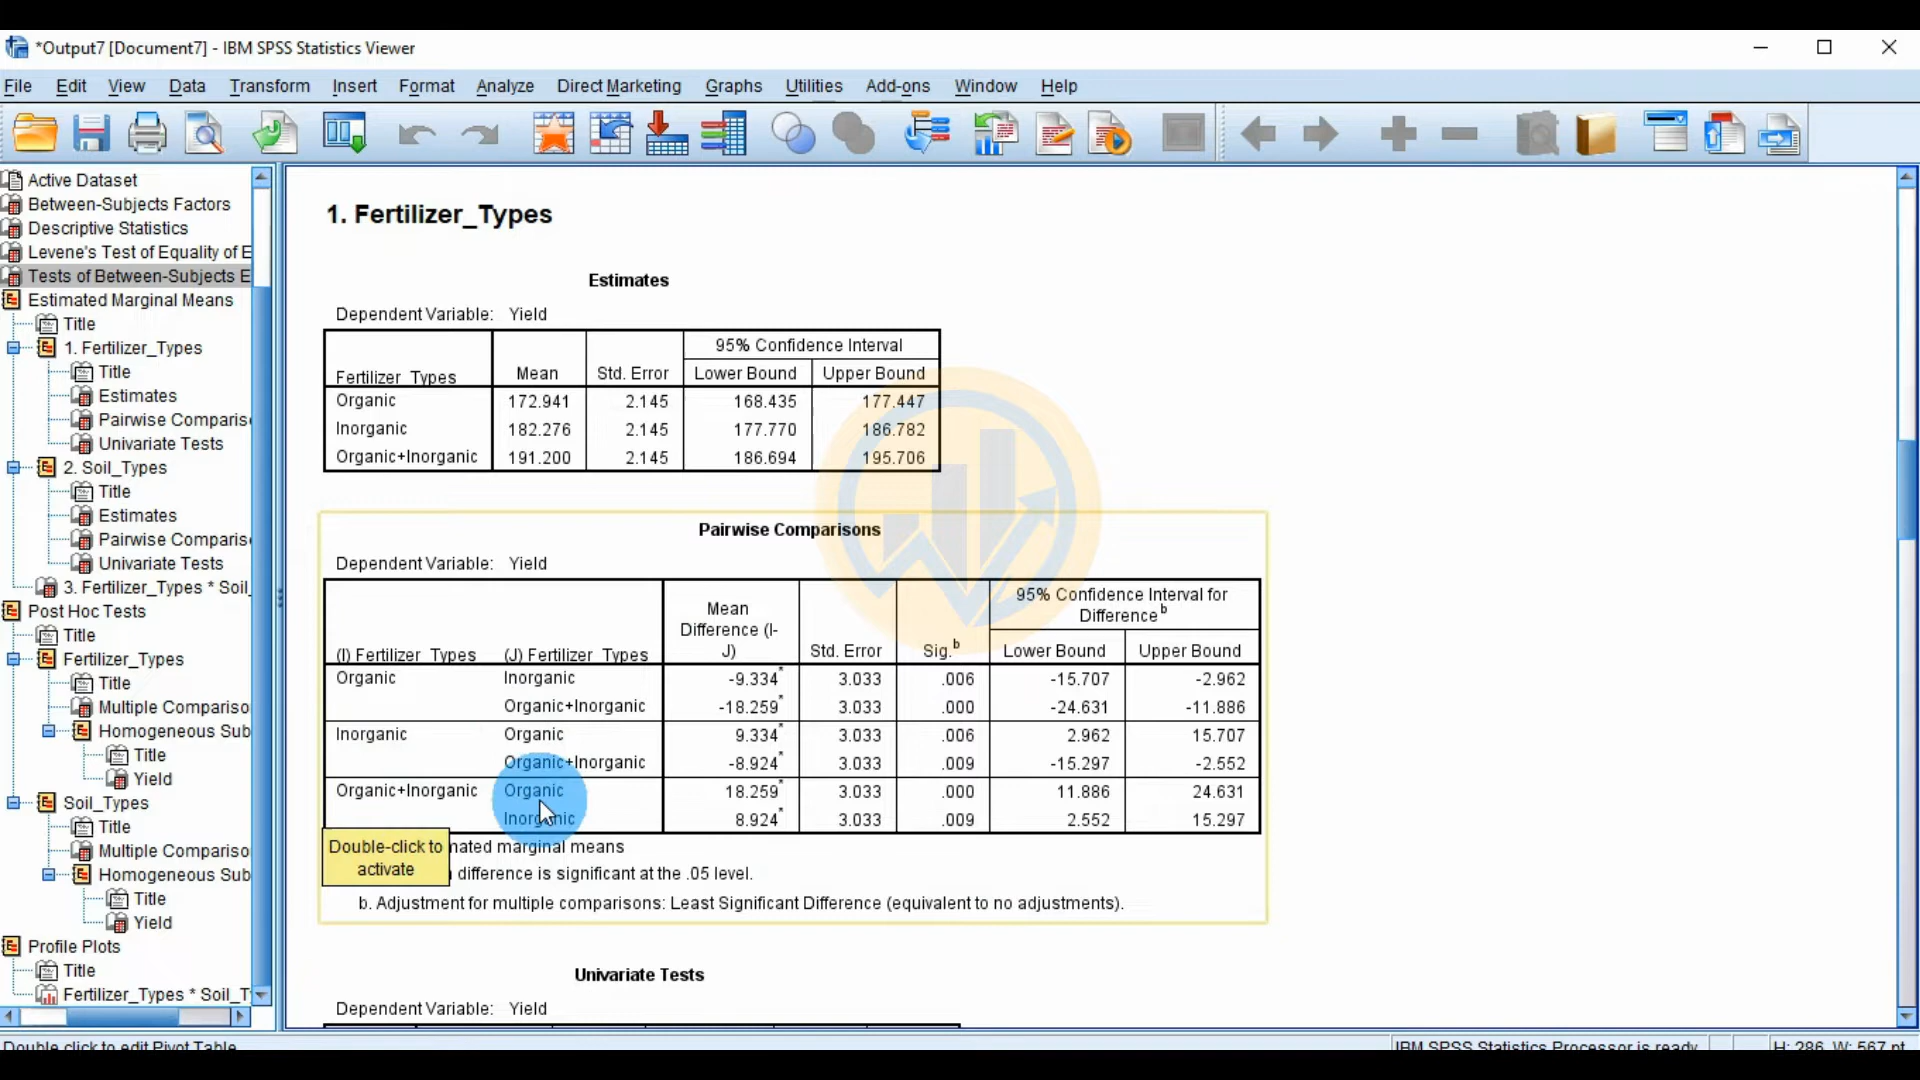 *Output7 [Document7] - IBM SPSS Statistics Viewer
File Edit View Data Transform Insert Format Analyze Direct Marketing Graphs Utilities Add-ons Window Help
Active Dataset
Between-Subjects Factors
Descriptive Statistics
Levene's Test of Equality of E
Tests of Between-Subjects E
Estimated Marginal Means
Title
1. Fertilizer_Types
Title
Estimates
Pairwise Comparis
Univariate Tests
2. Soil_Types
Title
Estimates
Pairwise Comparis
Univariate Tests
3. Fertilizer_Types * Soil_
Post Hoc Tests
Title
Fertilizer_Types
Title
Multiple Compariso
Homogeneous Sub
Title
Yield
Soil_Types
Title
Multiple Compariso
Homogeneous Sub
Title
Yield
Profile Plots
Title
Fertilizer_Types * Soil_T
1. Fertilizer_Types
Estimates
Dependent Variable: Yield
95% Confidence Interval
Fertilizer_Types Mean Std. Error Lower Bound Upper Bound
Organic 172.941 2.145 168.435 177.447
Inorganic 182.276 2.145 177.770 186.782
Organic+Inorganic 191.200 2.145 186.694 195.706
Pairwise Comparisons
Dependent Variable: Yield
95% Confidence Interval for
Difference b
Mean
Difference (I-
J)
(I) Fertilizer_Types (J) Fertilizer_Types Std. Error Sig. b Lower Bound Upper Bound
Organic Inorganic -9.334* 3.033 .006 -15.707 -2.962
Organic+Inorganic -18.259* 3.033 .000 -24.631 -11.886
Inorganic Organic 9.334* 3.033 .006 2.962 15.707
Organic+Inorganic -8.924* 3.033 .009 -15.297 -2.552
Organic+Inorganic Organic 18.259* 3.033 .000 11.886 24.631
Inorganic 8.924* 3.033 .009 2.552 15.297
Double-click to
activate
mated marginal means
difference is significant at the .05 level.
b. Adjustment for multiple comparisons: Least Significant Difference (equivalent to no adjustments).
Univariate Tests
Dependent Variable: Yield
Double click to edit Pivot Table
IBM SPSS Statistics Processor is ready
H: 286, W: 567 pt